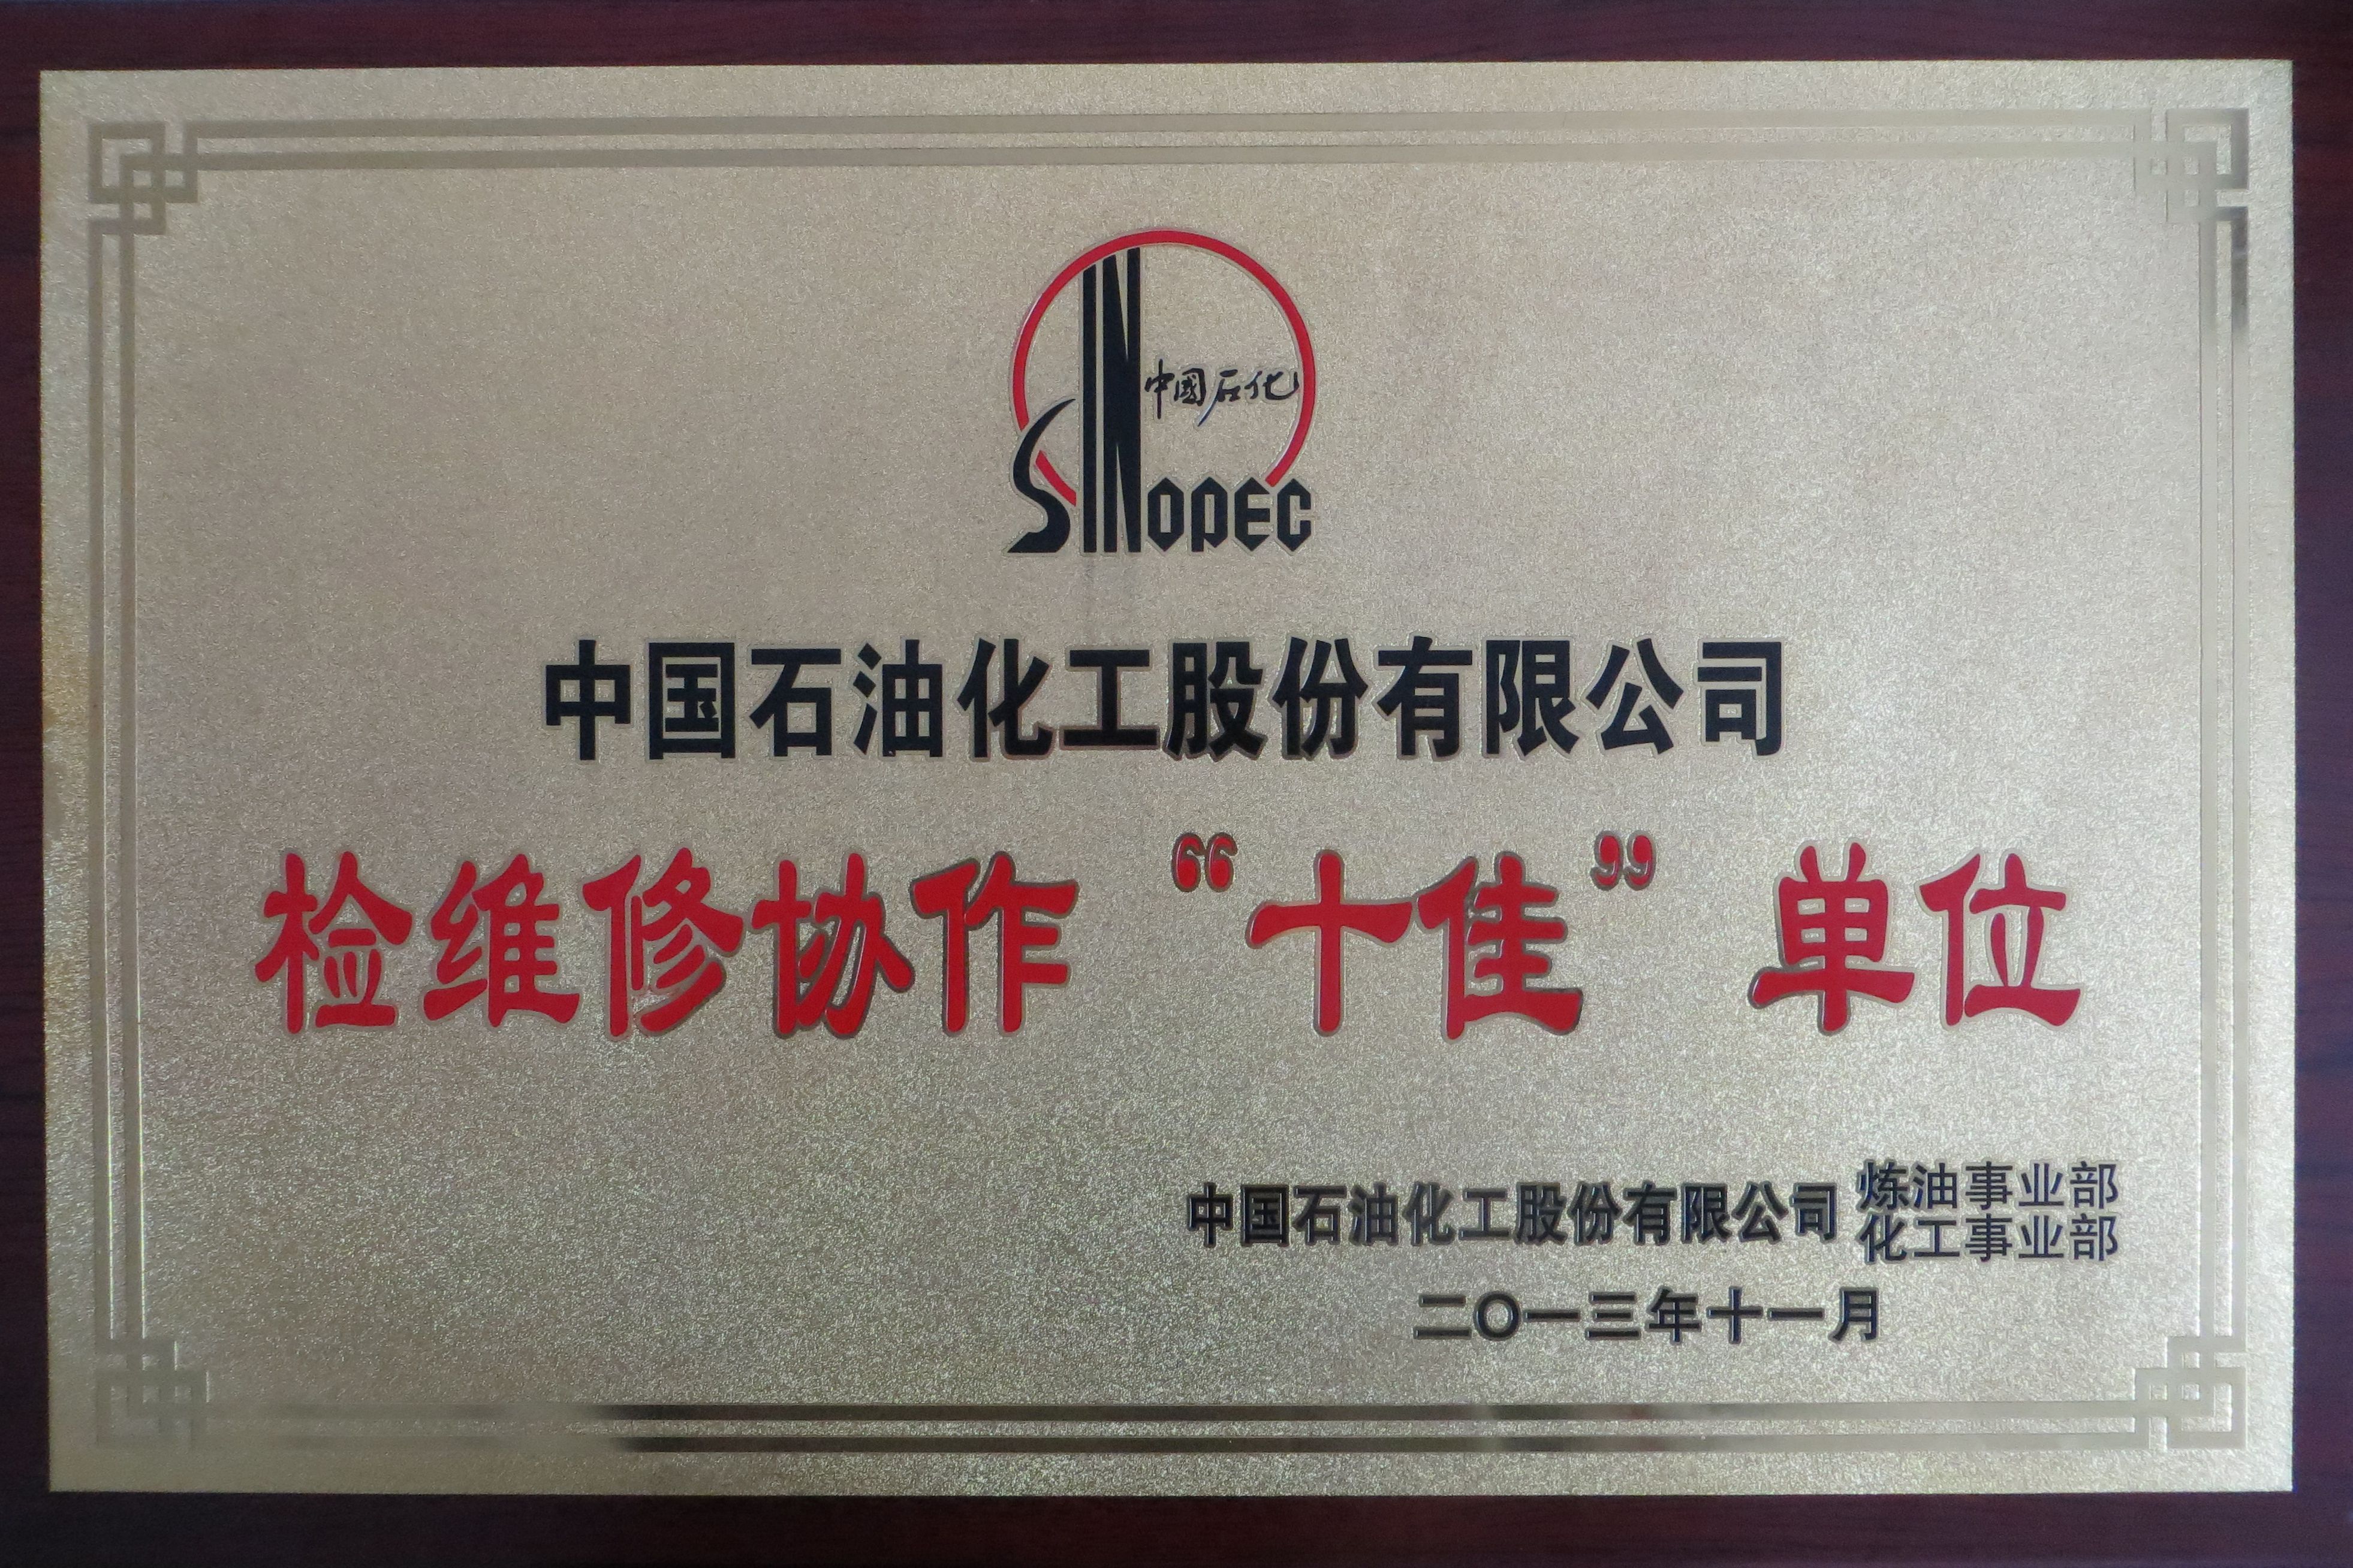 中国石化
SINOPEC
中国石油化工股份有限公司
检维修协作“十佳”单位
中国石油化工股份有限公司 炼油事业部
化工事业部
二〇一三年十一月